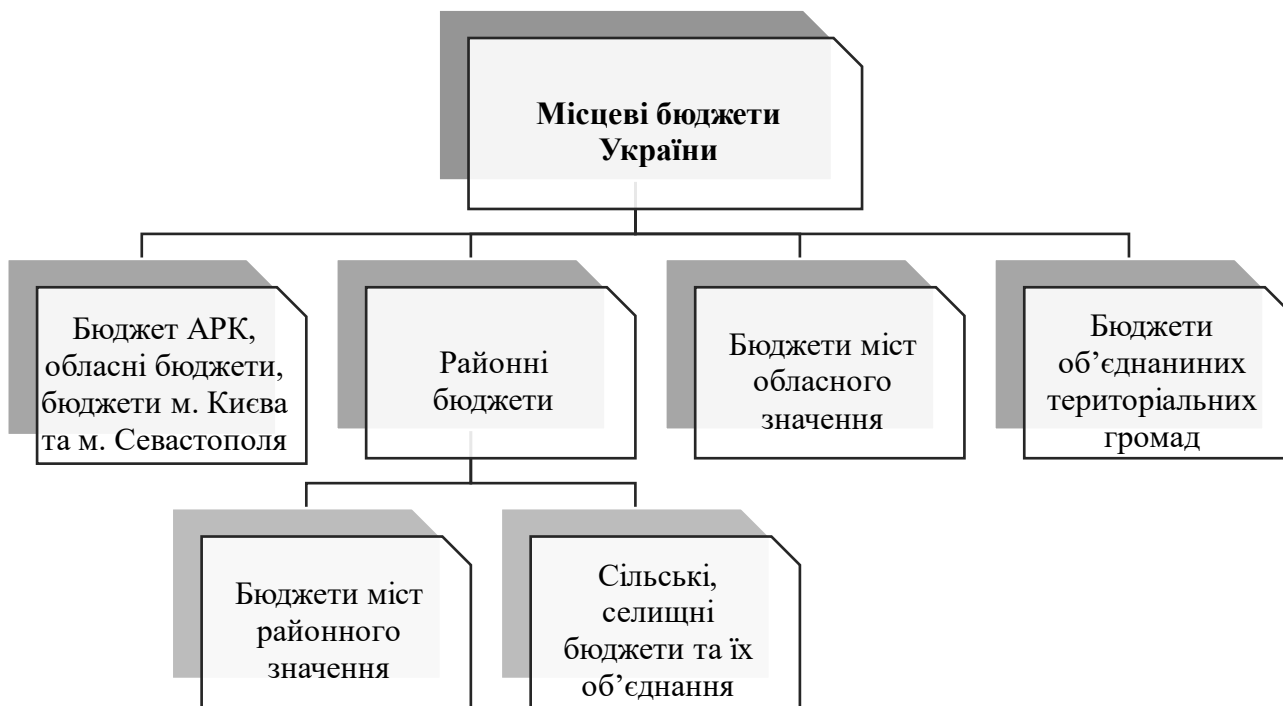 Місцеві бюджети
України
Бюджет АРК,
обласні бюджети,
бюджети м. Києва
та м. Севастополя
Районні
бюджети
Бюджети міст
обласного
значення
Бюджети
об’єднаниних
територіальних
громад
Бюджети міст
районного
значення
Сільські,
селищні
бюджети та їх
об’єднання